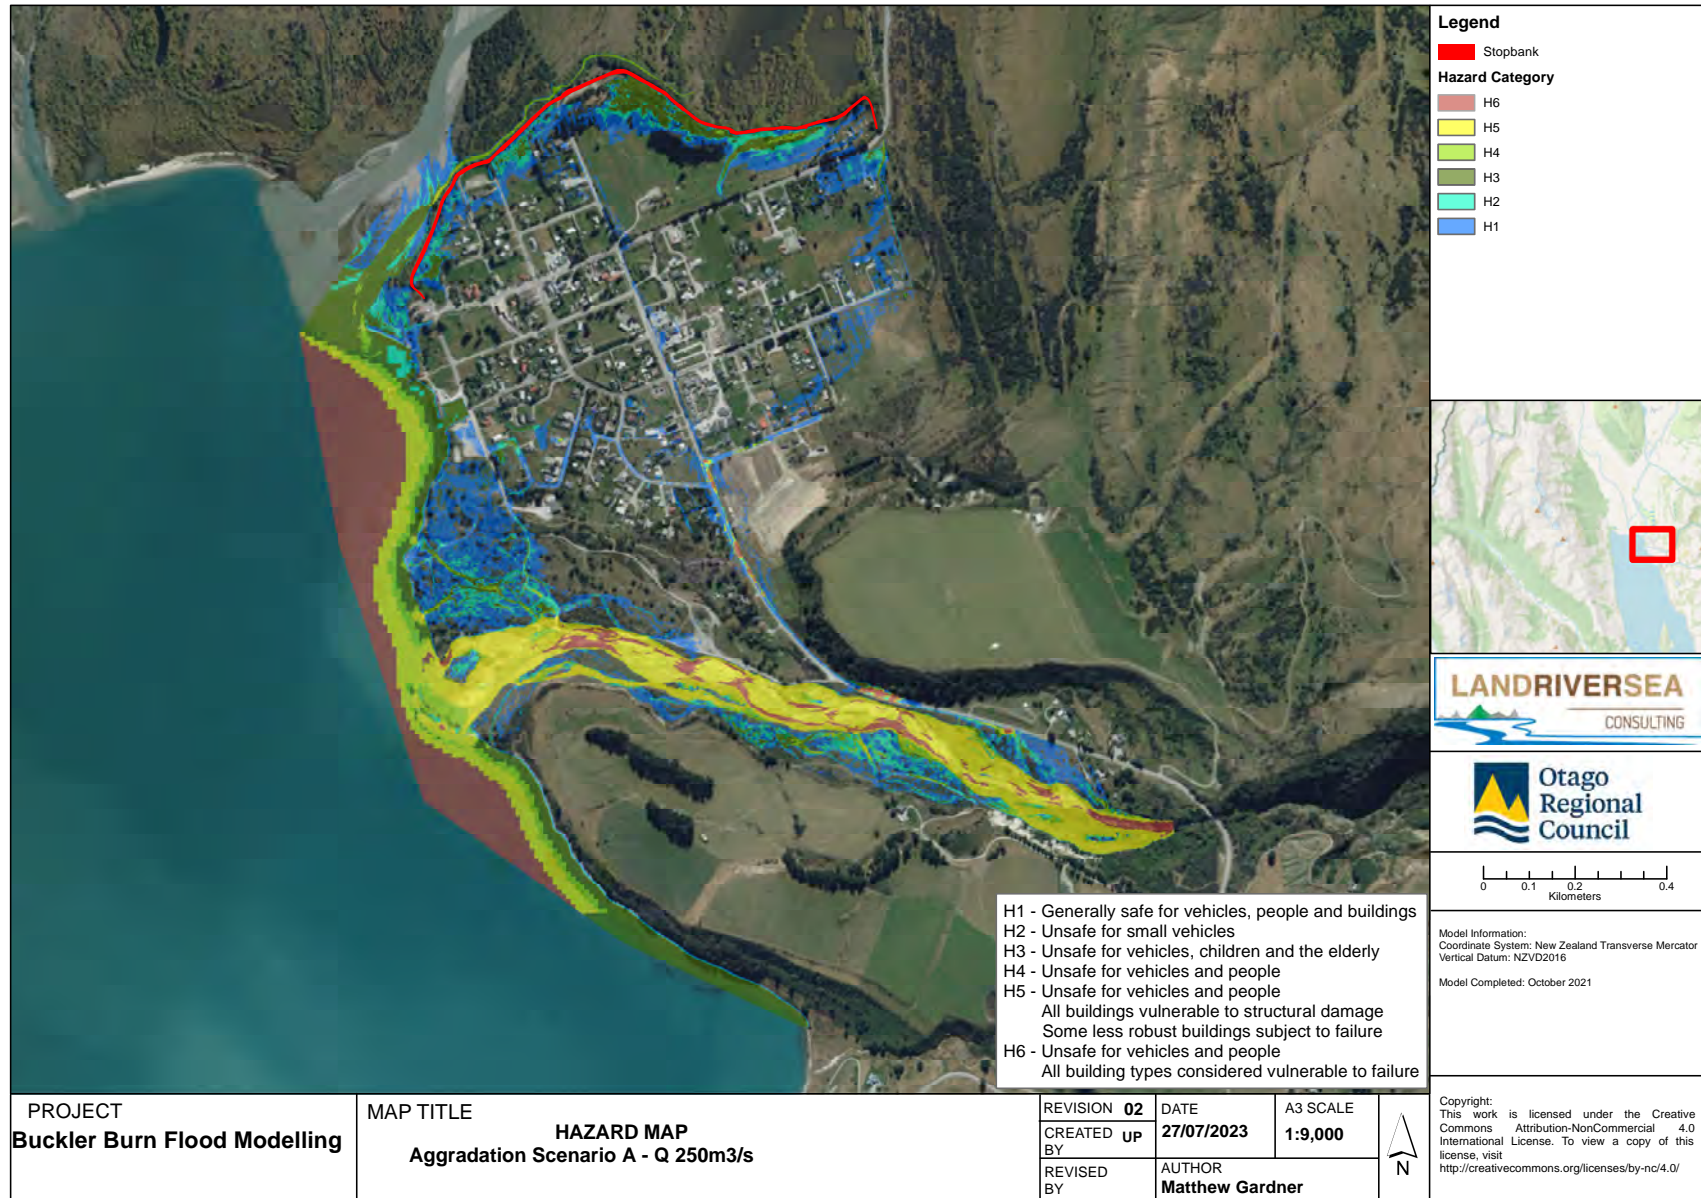 Legend
Stopbank
Hazard Category
H6
H5
H4
H3
H2
H1
LANDRIVERSEA
CONSULTING
Otago
Regional
Council
0 0.1 0.2 0.4
Kilometers
Model Information:
Coordinate System: New Zealand Transverse Mercator
Vertical Datum: NZVD2016
Model Completed: October 2021
Copyright:
This work is licensed under the Creative
Commons Attribution-NonCommercial 4.0
International License. To view a copy of this
license, visit
http://creativecommons.org/licenses/by-nc/4.0/
H1 - Generally safe for vehicles, people and buildings
H2 - Unsafe for small vehicles
H3 - Unsafe for vehicles, children and the elderly
H4 - Unsafe for vehicles and people
H5 - Unsafe for vehicles and people
All buildings vulnerable to structural damage
Some less robust buildings subject to failure
H6 - Unsafe for vehicles and people
All building types considered vulnerable to failure
PROJECT
Buckler Burn Flood Modelling
MAP TITLE
HAZARD MAP
Aggradation Scenario A - Q 250m3/s
REVISION 02
CREATED BY UP
REVISED BY
DATE
27/07/2023
A3 SCALE
1:9,000
AUTHOR
Matthew Gardner
N